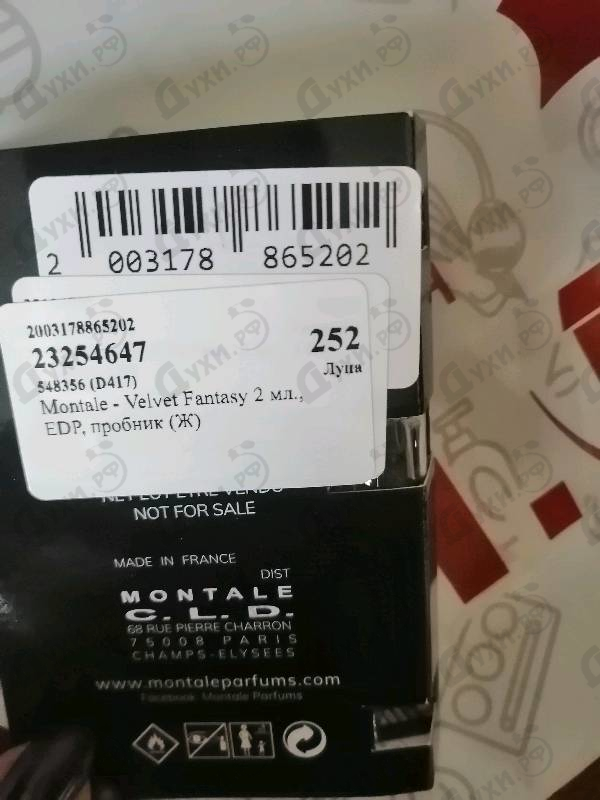 2 003178 865202
2003178865202
23254647
252
548356 (D417)
Лупа
Montale - Velvet Fantasy 2 мл.,
EDP, пробник (Ж)
NOT FOR SALE
MADE IN FRANCE
DIST
MONTALE
C.L.D.
68 RUE PIERRE CHARRON
75008 PARIS
CHAMPS-ELYSEES
www.montaleparfums.com
Facebook: Montale Parfums
Духи.рф